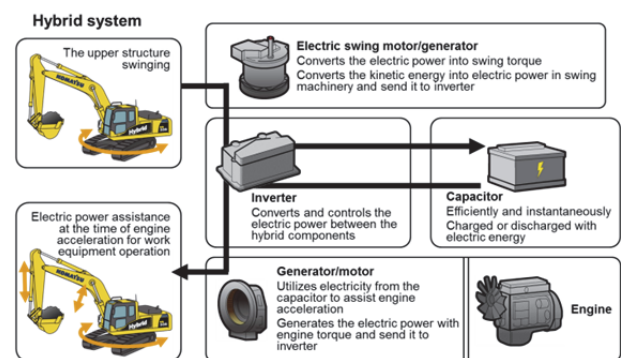 Hybrid system
The upper structure
swinging
KOMATSU
Hybrid
Electric swing motor/generator
Converts the electric power into swing torque
Converts the kinetic energy into electric power in swing
machinery and send it to inverter
Inverter
Converts and controls the
electric power between the
hybrid components
Capacitor
Efficiently and instantaneously
Charged or discharged with
electric energy
Electric power assistance
at the time of engine
acceleration for work
equipment operation
KOMATSU
Hybrid
Generator/motor
Utilizes electricity from the
capacitor to assist engine
acceleration
Generates the electric power with
engine torque and send it to
inverter
Engine